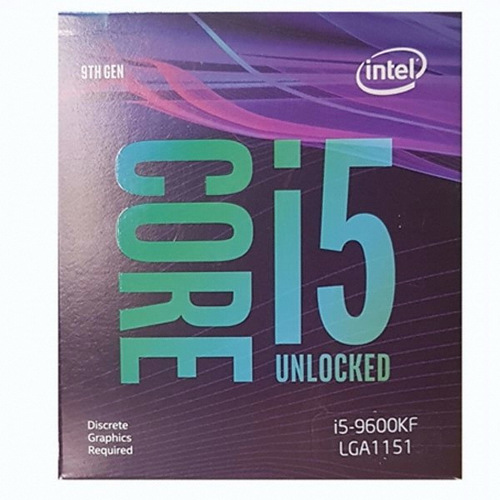 9TH GEN
intel
CORE
i5
UNLOCKED
Discrete
Graphics
Required
i5-9600KF
LGA1151